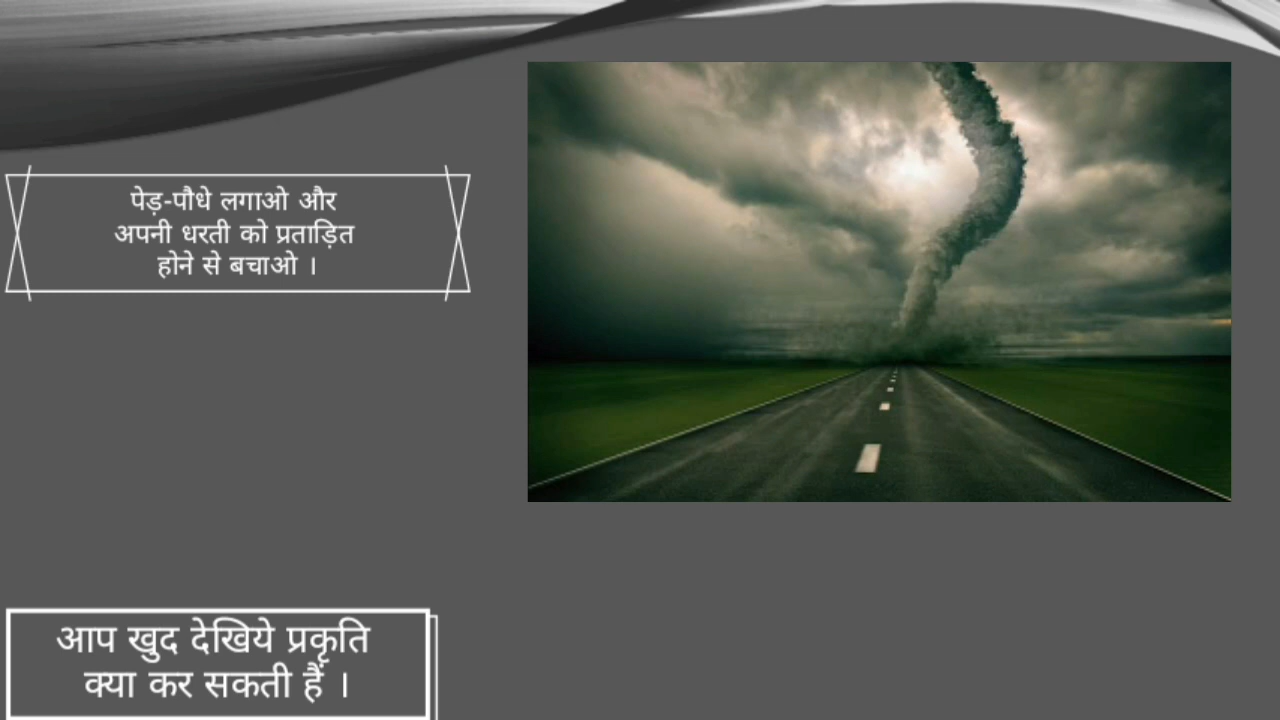 पेड़-पौधे लगाओ और
अपनी धरती को प्रताड़ित
होने से बचाओ ।
आप खुद देखिये प्रकृति
क्या कर सकती हैं ।